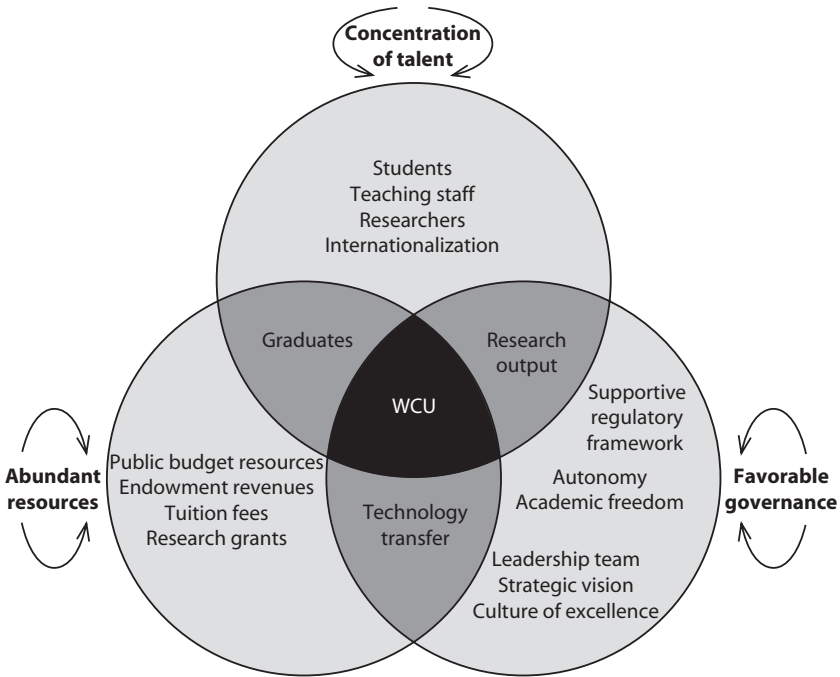 Concentration
of talent
Students
Teaching staff
Researchers
Internationalization
Graduates
Research
output
WCU
Supportive
regulatory
framework
Autonomy
Academic freedom
Leadership team
Strategic vision
Culture of excellence
Favorable
governance
Abundant
resources
Public budget resources
Endowment revenues
Tuition fees
Research grants
Technology
transfer